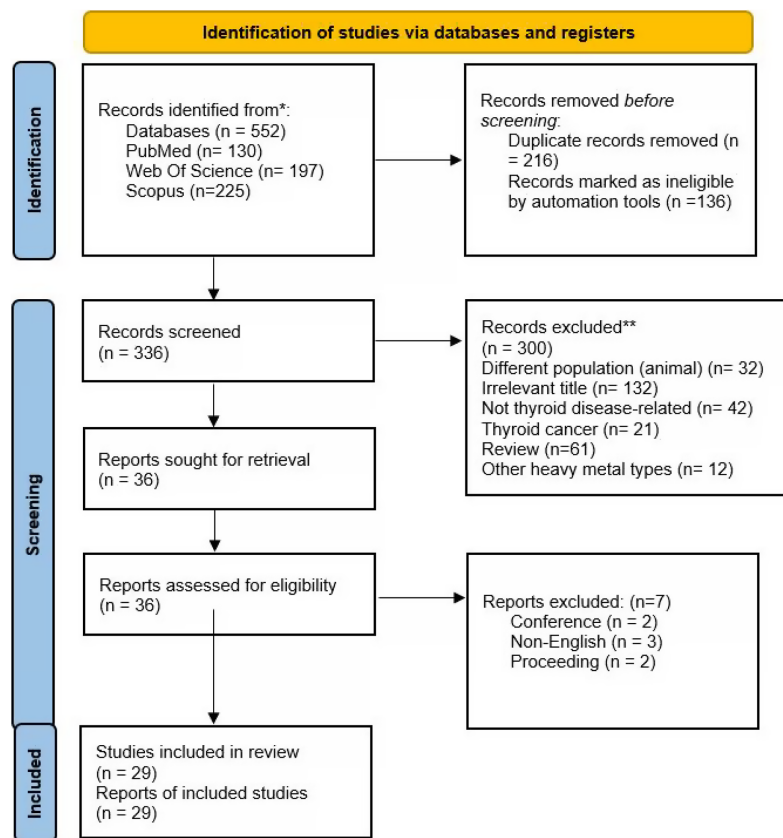 Identification of studies via databases and registers
Identification
Records identified from*:
Databases (n = 552)
PubMed (n= 130)
Web Of Science (n= 197)
Scopus (n=225)
Records removed before
screening:
Duplicate records removed (n
= 216)
Records marked as ineligible
by automation tools (n =136)
Screening
Records screened
(n = 336)
Records excluded**
(n = 300)
Different population (animal) (n= 32)
Irrelevant title (n= 132)
Not thyroid disease-related (n= 42)
Thyroid cancer (n= 21)
Review (n=61)
Other heavy metal types (n= 12)
Reports sought for retrieval
(n = 36)
Reports assessed for eligibility
(n = 36)
Reports excluded: (n=7)
Conference (n = 2)
Non-English (n = 3)
Proceeding (n = 2)
Included
Studies included in review
(n = 29)
Reports of included studies
(n = 29)